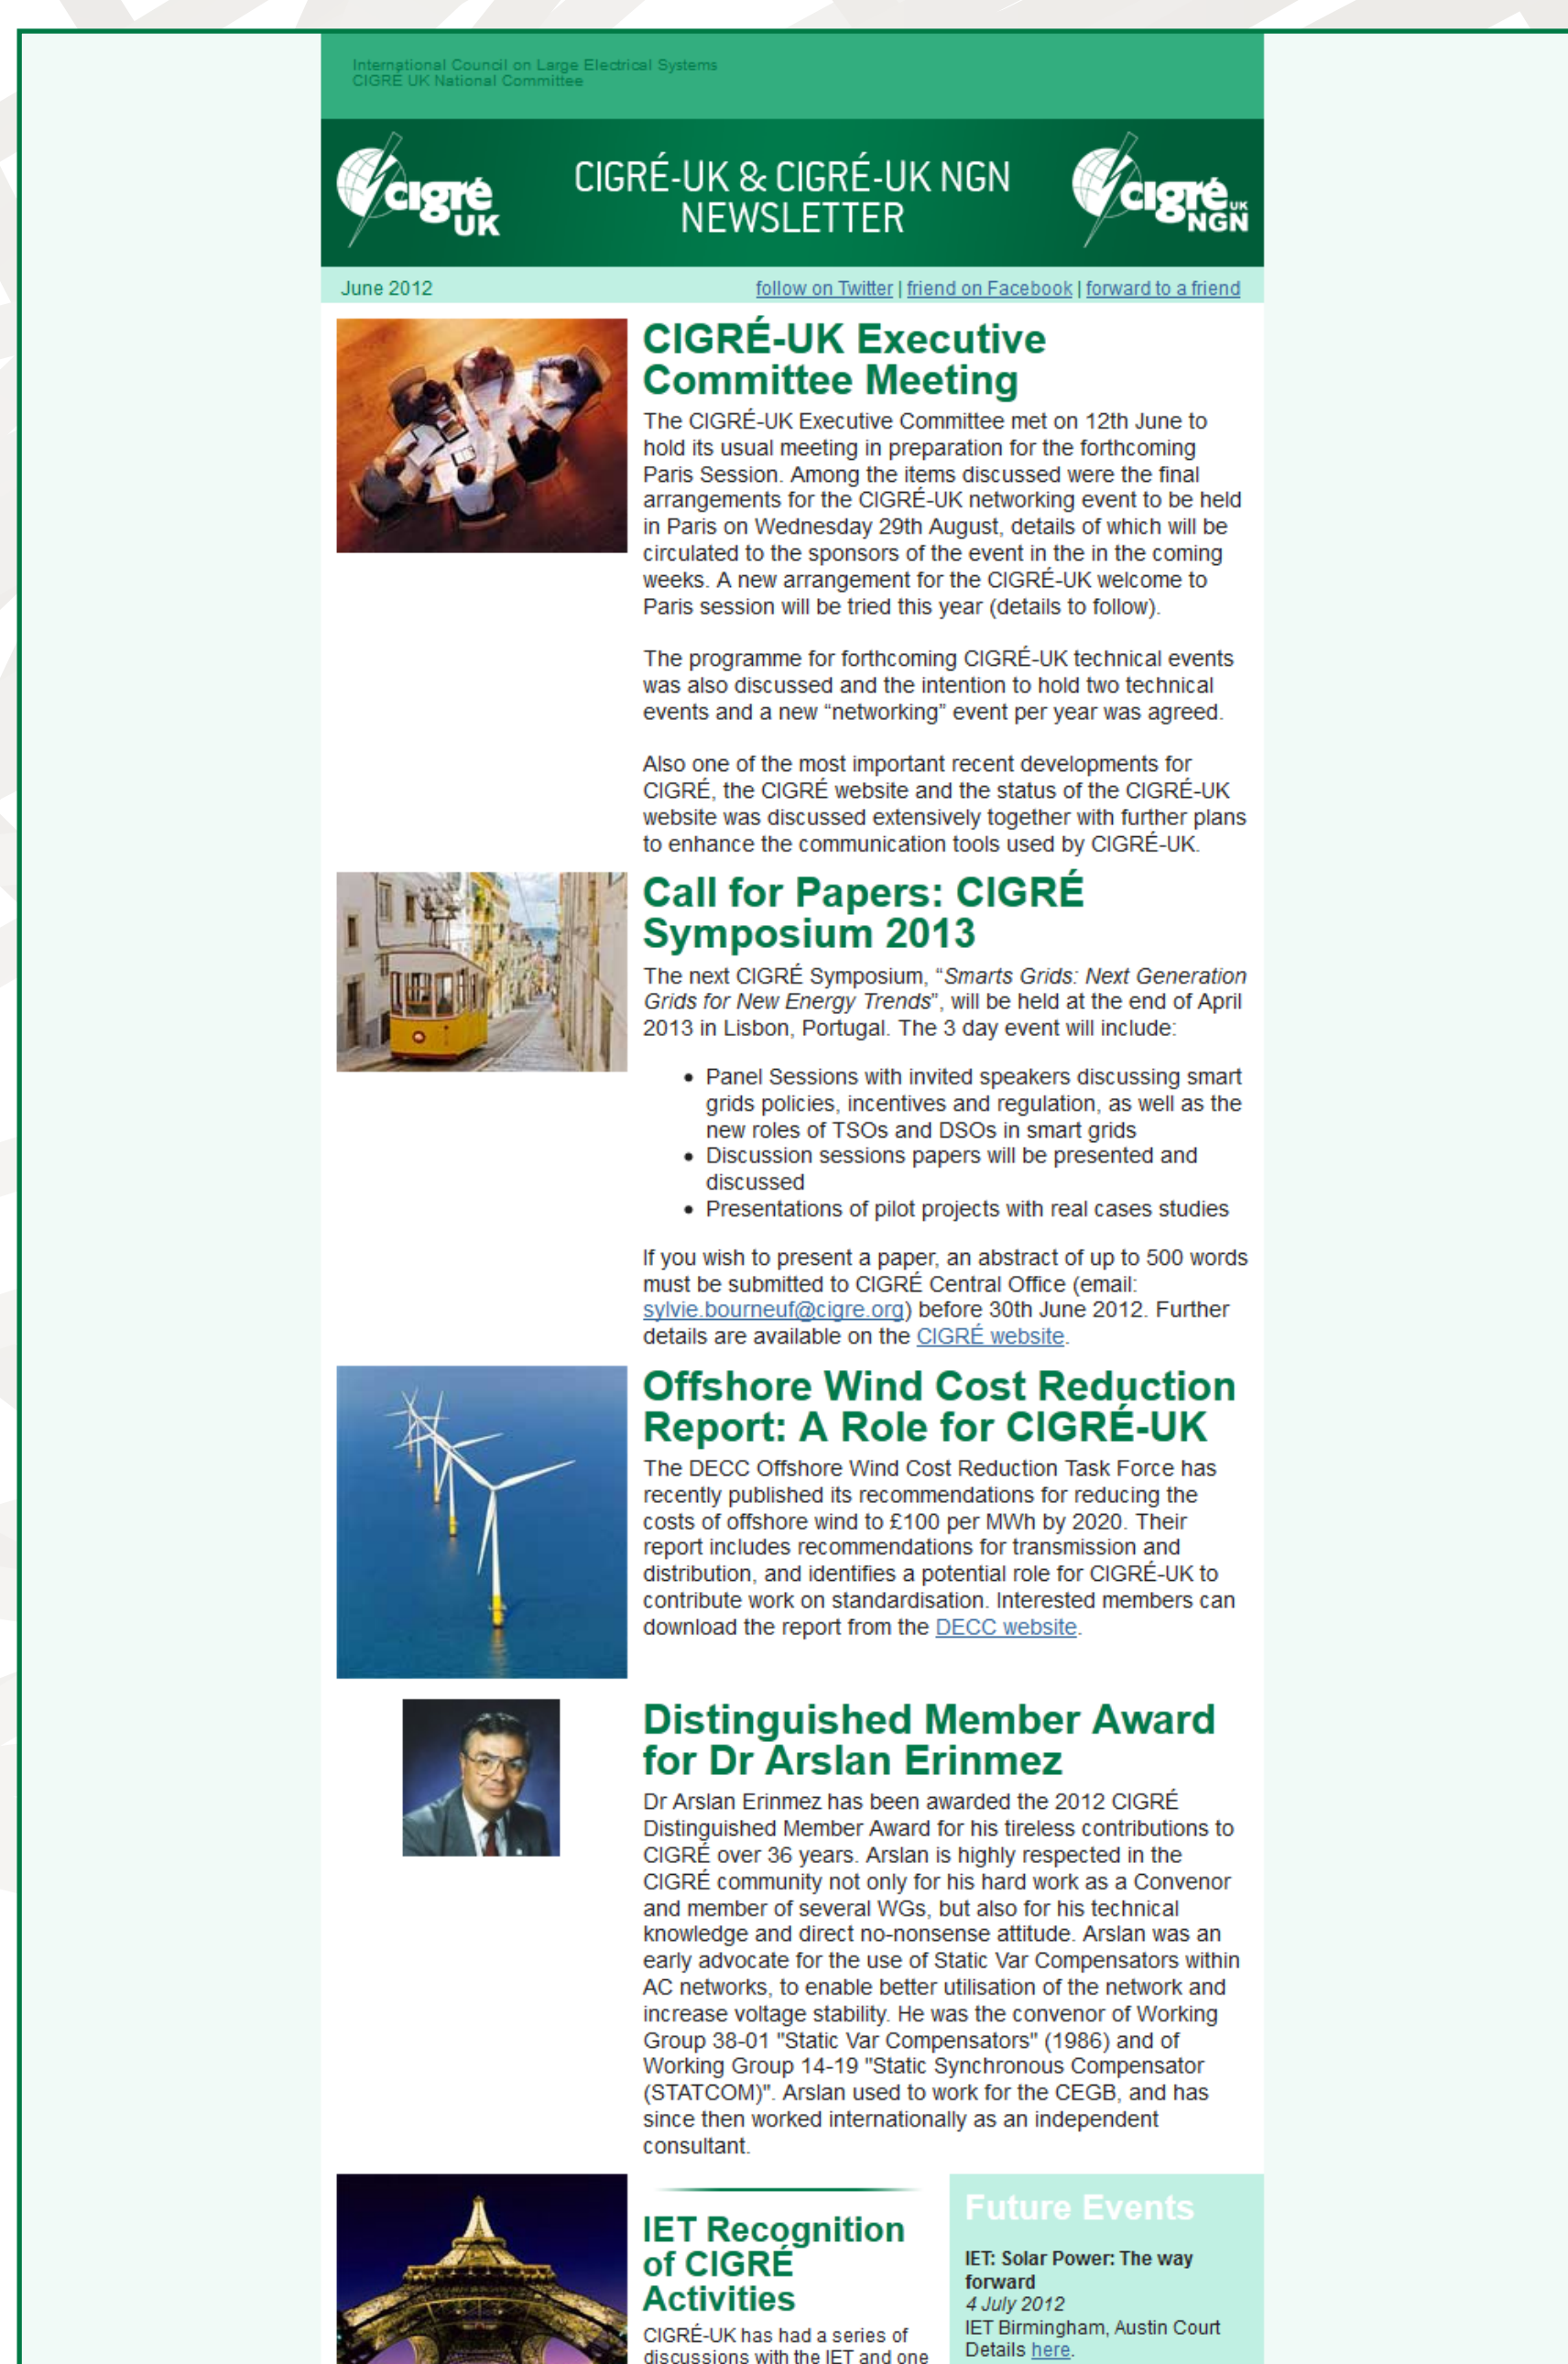 International Council on Large Electrical Systems
CIGRÉ UK National Committee
cigré
UK
CIGRÉ-UK & CIGRÉ-UK NGN
NEWSLETTER
cigré UK
NGN
June 2012
follow on Twitter | friend on Facebook | forward to a friend
CIGRÉ-UK Executive
Committee Meeting
The CIGRÉ-UK Executive Committee met on 12th June to
hold its usual meeting in preparation for the forthcoming
Paris Session. Among the items discussed were the final
arrangements for the CIGRÉ-UK networking event to be held
in Paris on Wednesday 29th August, details of which will be
circulated to the sponsors of the event in the in the coming
weeks. A new arrangement for the CIGRÉ-UK welcome to
Paris session will be tried this year (details to follow).
The programme for forthcoming CIGRÉ-UK technical events
was also discussed and the intention to hold two technical
events and a new “networking” event per year was agreed.
Also one of the most important recent developments for
CIGRÉ, the CIGRÉ website and the status of the CIGRÉ-UK
website was discussed extensively together with further plans
to enhance the communication tools used by CIGRÉ-UK.
Call for Papers: CIGRÉ
Symposium 2013
The next CIGRÉ Symposium, “Smarts Grids: Next Generation
Grids for New Energy Trends”, will be held at the end of April
2013 in Lisbon, Portugal. The 3 day event will include:
• Panel Sessions with invited speakers discussing smart
grids policies, incentives and regulation, as well as the
new roles of TSOs and DSOs in smart grids
• Discussion sessions papers will be presented and
discussed
• Presentations of pilot projects with real cases studies
If you wish to present a paper, an abstract of up to 500 words
must be submitted to CIGRÉ Central Office (email:
sylvie.bourneuf@cigre.org) before 30th June 2012. Further
details are available on the CIGRÉ website.
Offshore Wind Cost Reduction
Report: A Role for CIGRÉ-UK
The DECC Offshore Wind Cost Reduction Task Force has
recently published its recommendations for reducing the
costs of offshore wind to £100 per MWh by 2020. Their
report includes recommendations for transmission and
distribution, and identifies a potential role for CIGRÉ-UK to
contribute work on standardisation. Interested members can
download the report from the DECC website.
Distinguished Member Award
for Dr Arslan Erinmez
Dr Arslan Erinmez has been awarded the 2012 CIGRÉ
Distinguished Member Award for his tireless contributions to
CIGRÉ over 36 years. Arslan is highly respected in the
CIGRÉ community not only for his hard work as a Convenor
and member of several WGs, but also for his technical
knowledge and direct no-nonsense attitude. Arslan was an
early advocate for the use of Static Var Compensators within
AC networks, to enable better utilisation of the network and
increase voltage stability. He was the convenor of Working
Group 38-01 "Static Var Compensators" (1986) and of
Working Group 14-19 "Static Synchronous Compensator
(STATCOM)". Arslan used to work for the CEGB, and has
since then worked internationally as an independent
consultant.
IET Recognition
of CIGRÉ
Activities
CIGRÉ-UK has had a series of
discussions with the IET and one
Future Events
IET: Solar Power: The way
forward
4 July 2012
IET Birmingham, Austin Court
Details here.